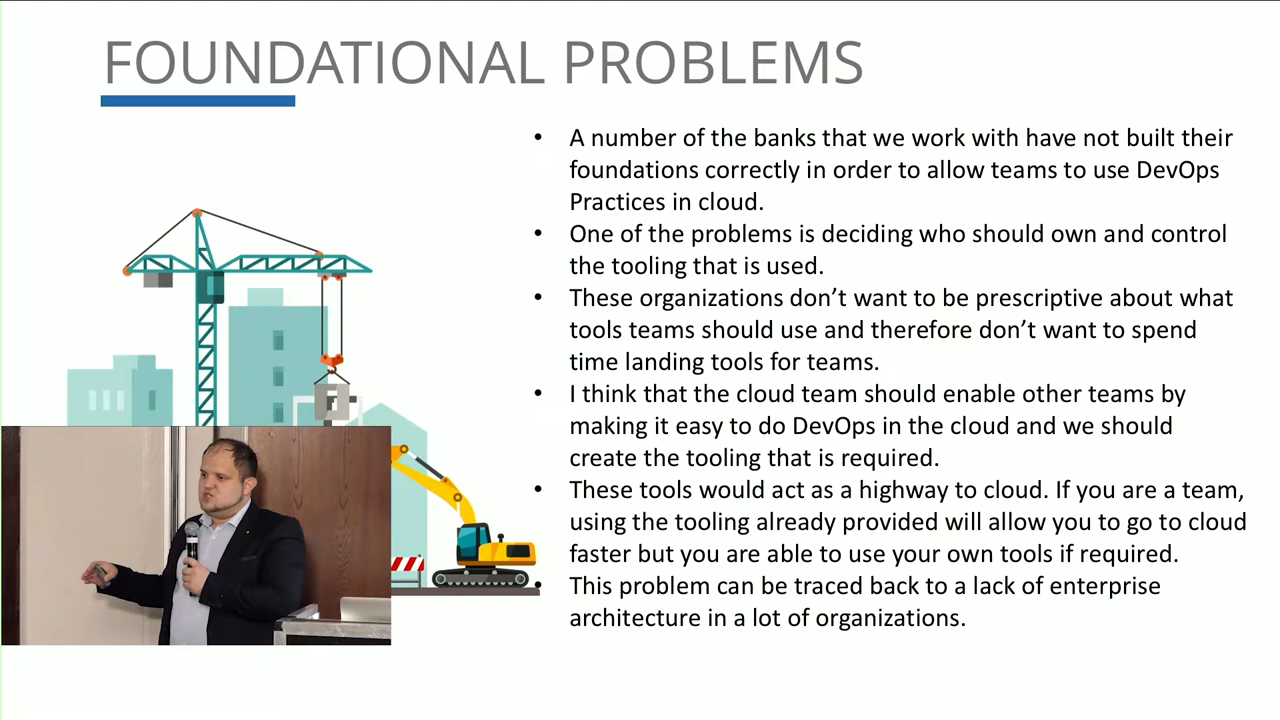 FOUNDATIONAL PROBLEMS
• A number of the banks that we work with have not built their
foundations correctly in order to allow teams to use DevOps
Practices in cloud.
• One of the problems is deciding who should own and control
the tooling that is used.
• These organizations don’t want to be prescriptive about what
tools teams should use and therefore don’t want to spend
time landing tools for teams.
• I think that the cloud team should enable other teams by
making it easy to do DevOps in the cloud and we should
create the tooling that is required.
• These tools would act as a highway to cloud. If you are a team,
using the tooling already provided will allow you to go to cloud
faster but you are able to use your own tools if required.
• This problem can be traced back to a lack of enterprise
architecture in a lot of organizations.